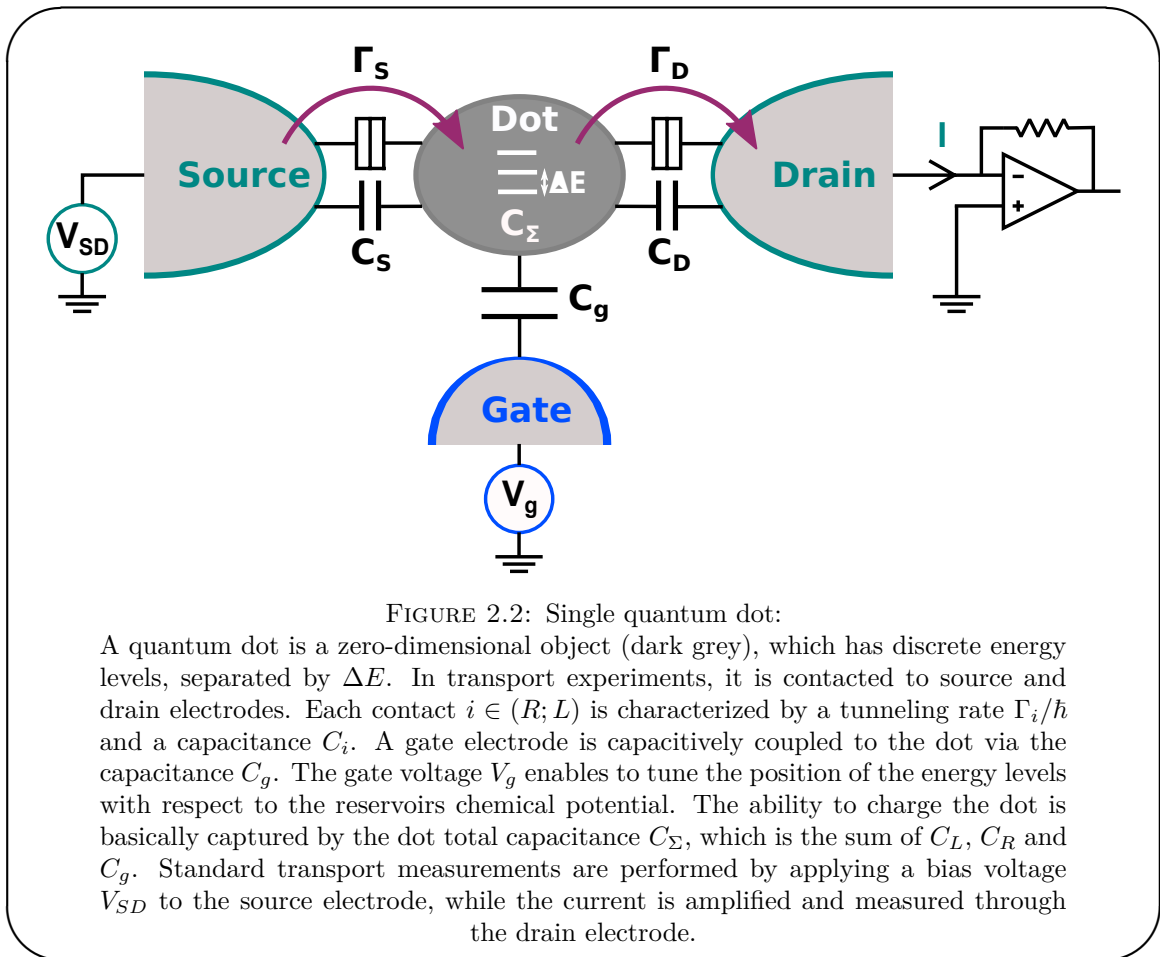 Γ_S Γ_D
Dot
I
Source ΔE Drain
-
+
V_SD
C_Σ
C_S C_D
C_g
Gate
V_g
FIGURE 2.2: Single quantum dot:
A quantum dot is a zero-dimensional object (dark grey), which has discrete energy
levels, separated by ΔE. In transport experiments, it is contacted to source and
drain electrodes. Each contact i ∈ (R; L) is characterized by a tunneling rate Γ_i/ħ
and a capacitance C_i. A gate electrode is capacitively coupled to the dot via the
capacitance C_g. The gate voltage V_g enables to tune the position of the energy levels
with respect to the reservoirs chemical potential. The ability to charge the dot is
basically captured by the dot total capacitance C_Σ, which is the sum of C_L, C_R and
C_g. Standard transport measurements are performed by applying a bias voltage
V_SD to the source electrode, while the current is amplified and measured through
the drain electrode.